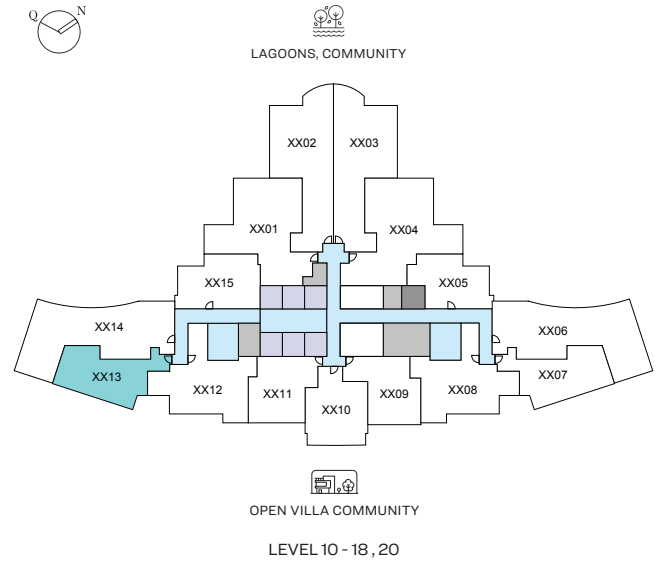 Q N
LAGOONS, COMMUNITY
XX02 XX03
XX01 XX04
XX15 XX05
XX14 XX06
XX13 XX07
XX12 XX11 XX10 XX09 XX08
OPEN VILLA COMMUNITY
LEVEL 10 - 18 , 20